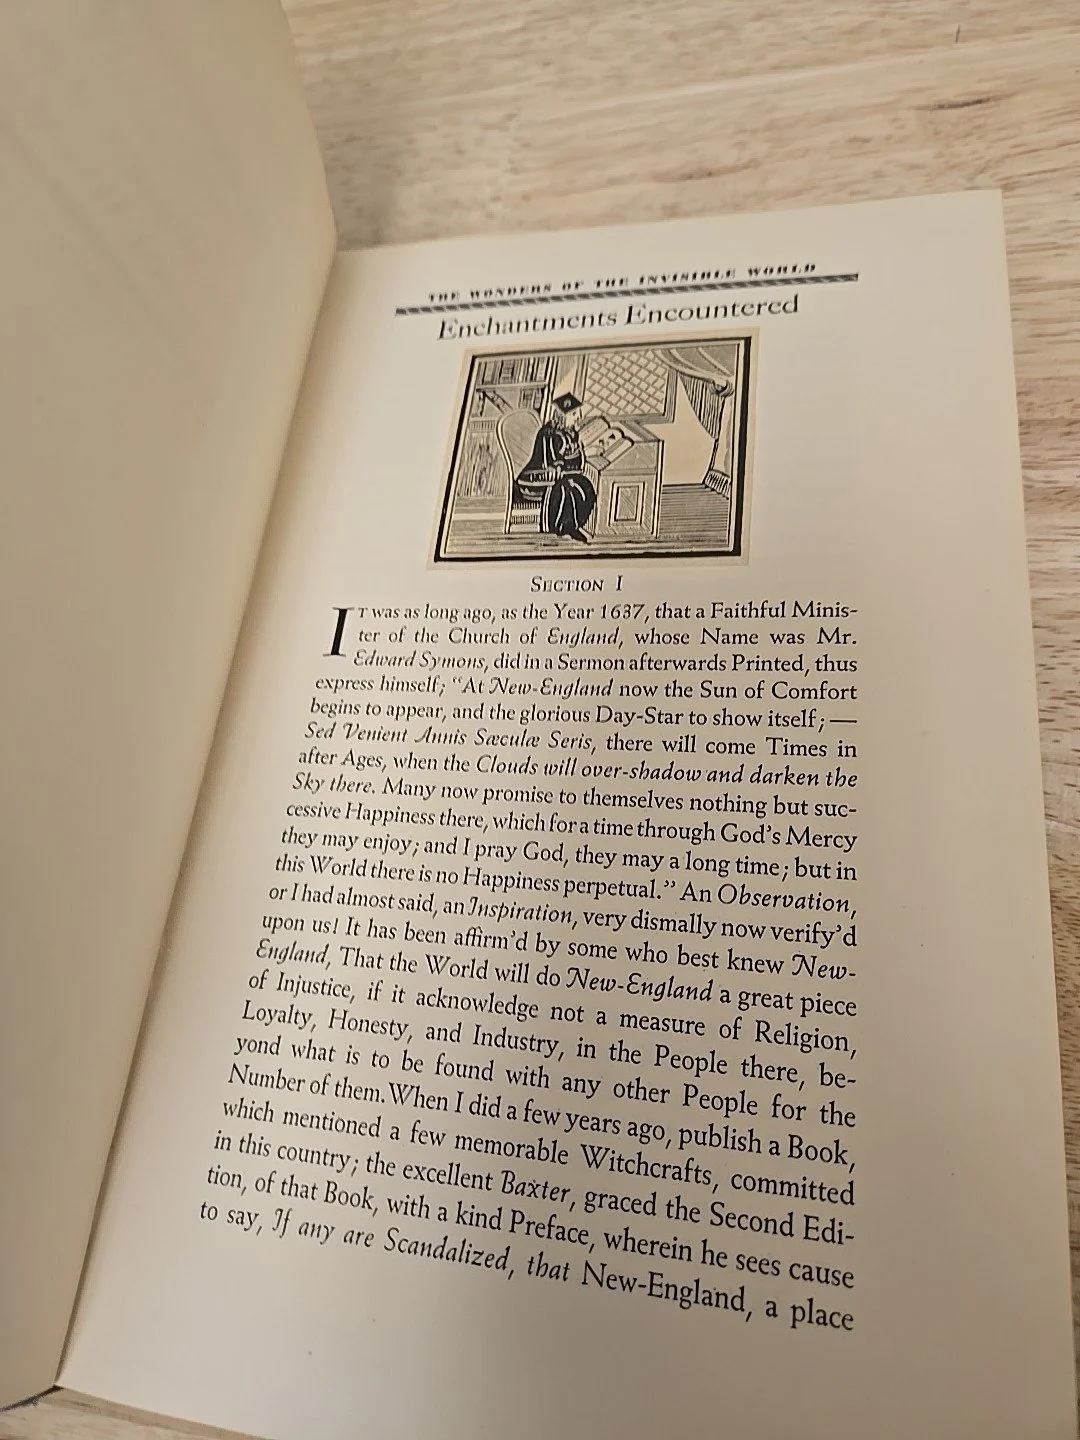 THE WONDERS OF THE INVISIBLE WORLD
Enchantments Encountered
SECTION I
IT was as long ago, as the Year 1637, that a Faithful Minis-
ter of the Church of England, whose Name was Mr.
Edward Symons, did in a Sermon afterwards Printed, thus
express himself; “At New-England now the Sun of Comfort
begins to appear, and the glorious Day-Star to show itself; —
Sed Venient Annis Sæculæ Seris, there will come Times in
after Ages, when the Clouds will over-shadow and darken the
Sky there. Many now promise to themselves nothing but suc-
cessive Happiness there, which for a time through God's Mercy
they may enjoy; and I pray God, they may a long time; but in
this World there is no Happiness perpetual.” An Observation,
or I had almost said, an Inspiration, very dismally now verify'd
upon us! It has been affirm'd by some who best knew New-
England, That the World will do New-England a great piece
of Injustice, if it acknowledge not a measure of Religion,
Loyalty, Honesty, and Industry, in the People there, be-
yond what is to be found with any other People for the
Number of them. When I did a few years ago, publish a Book,
which mentioned a few memorable Witchcrafts, committed
in this country; the excellent Baxter, graced the Second Edi-
tion, of that Book, with a kind Preface, wherein he sees cause
to say, If any are Scandalized, that New-England, a place